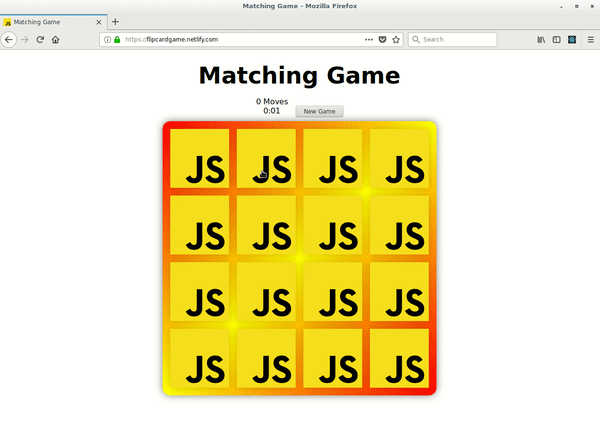 Matching Game - Mozilla Firefox
Matching Game
https://flipcardgame.netlify.com
Search
Matching Game
0 Moves
0:01
New Game
JS JS JS JS
JS JS JS JS
JS JS JS JS
JS JS JS JS